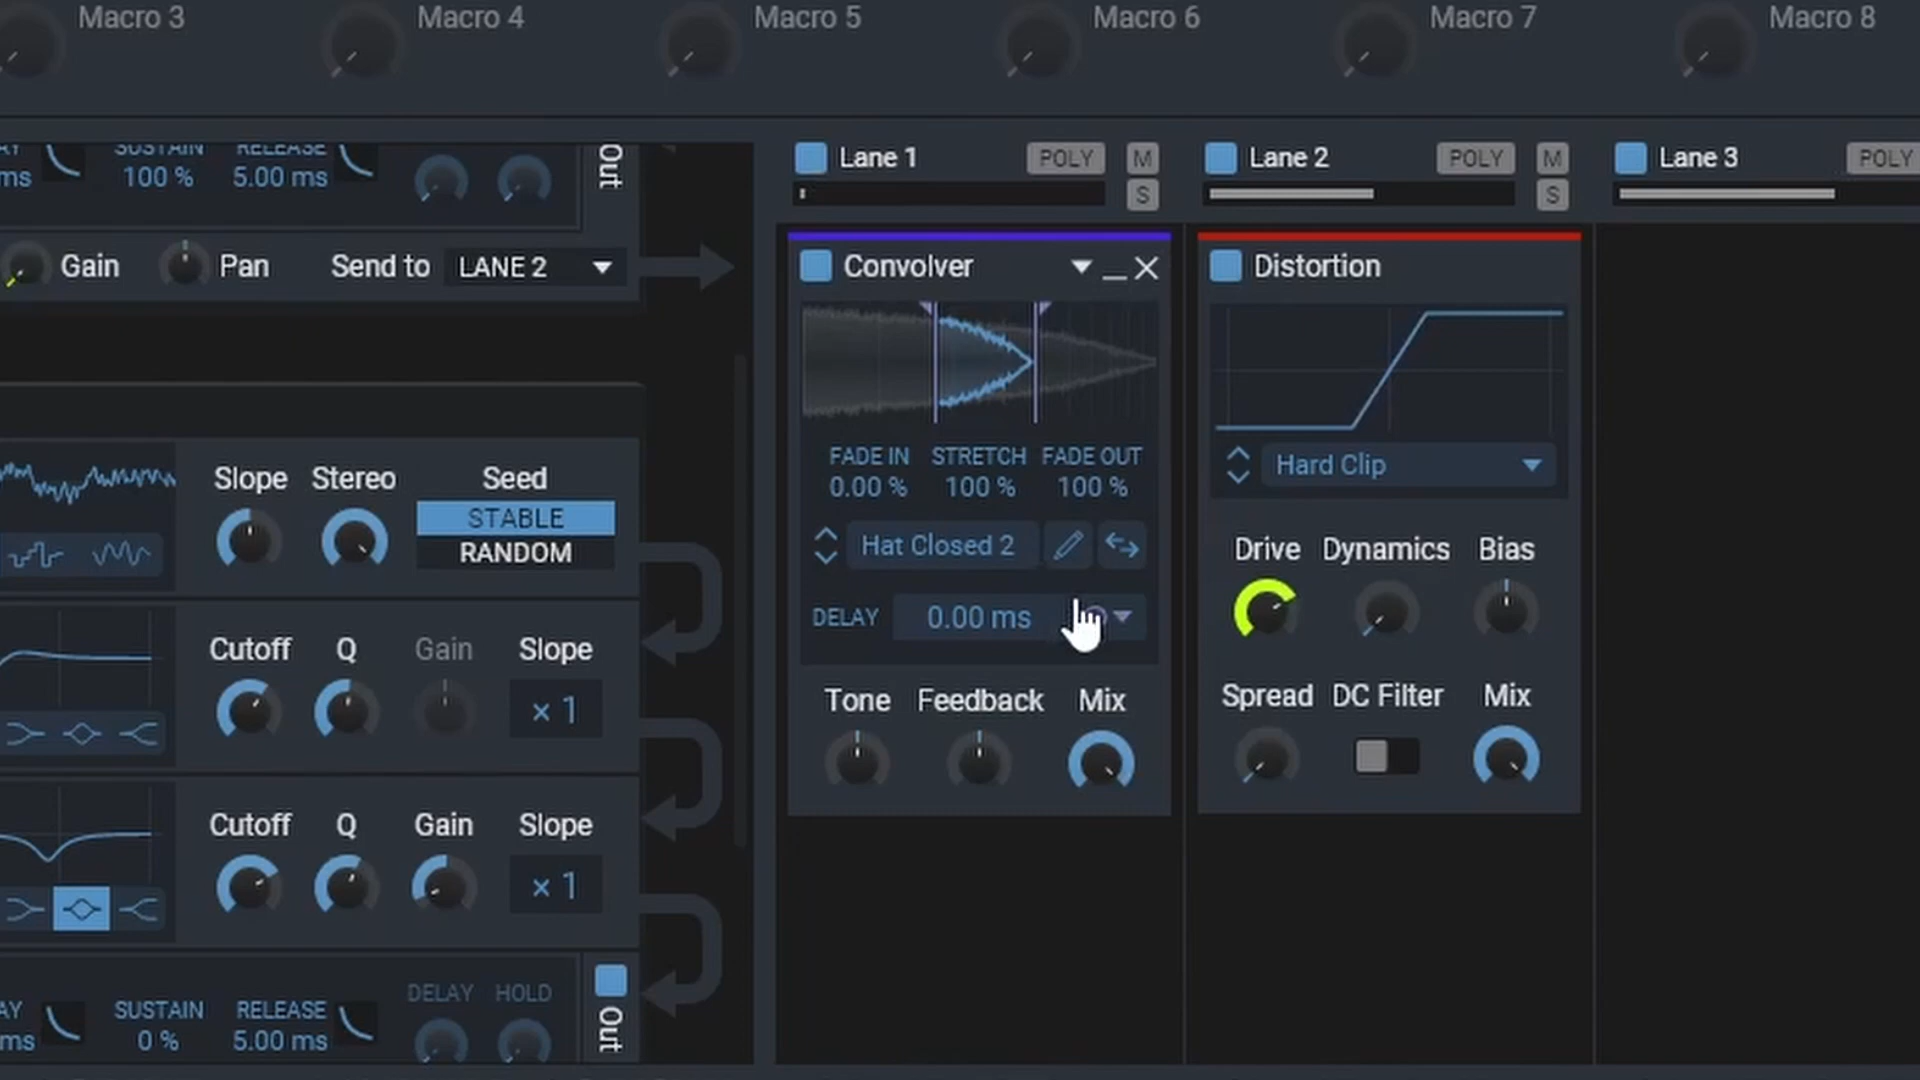 Macro 3
Macro 4
Macro 5
Macro 6
Macro 7
Macro 8
AY
SUSTAIN
RELEASE
ms
100 %
5.00 ms
Out
Lane 1
POLY
M
S
Lane 2
POLY
M
S
Lane 3
POLY
Gain
Pan
Send to
LANE 2
Convolver
FADE IN
STRETCH
FADE OUT
0.00 %
100 %
100 %
Hat Closed 2
DELAY
0.00 ms
Tone
Feedback
Mix
Distortion
Hard Clip
Drive
Dynamics
Bias
Spread
DC Filter
Mix
Slope
Stereo
Seed
STABLE
RANDOM
Cutoff
Q
Gain
Slope
× 1
Cutoff
Q
Gain
Slope
× 1
AY
SUSTAIN
RELEASE
DELAY
HOLD
ms
0 %
5.00 ms
Out